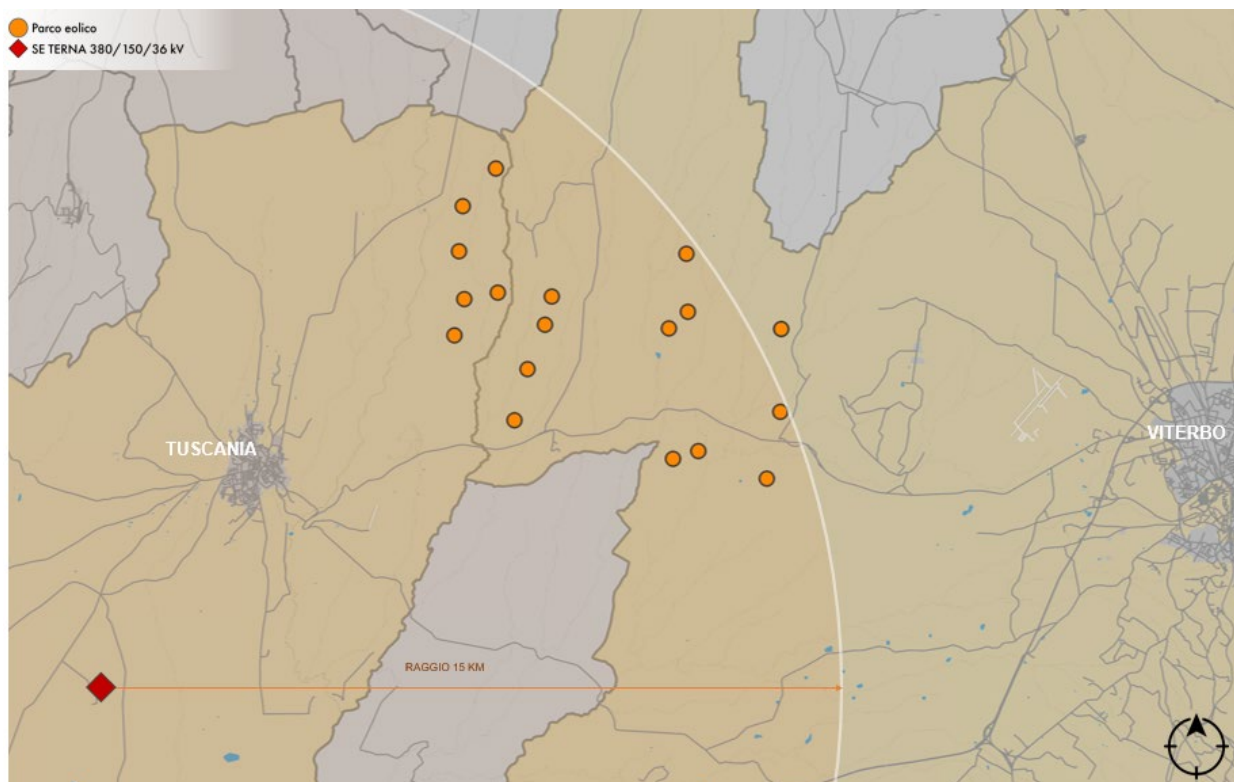 Parco eolico
SE TERNA 380/150/36 kV
TUSCANIA
VITERBO
RAGGIO 15 KM